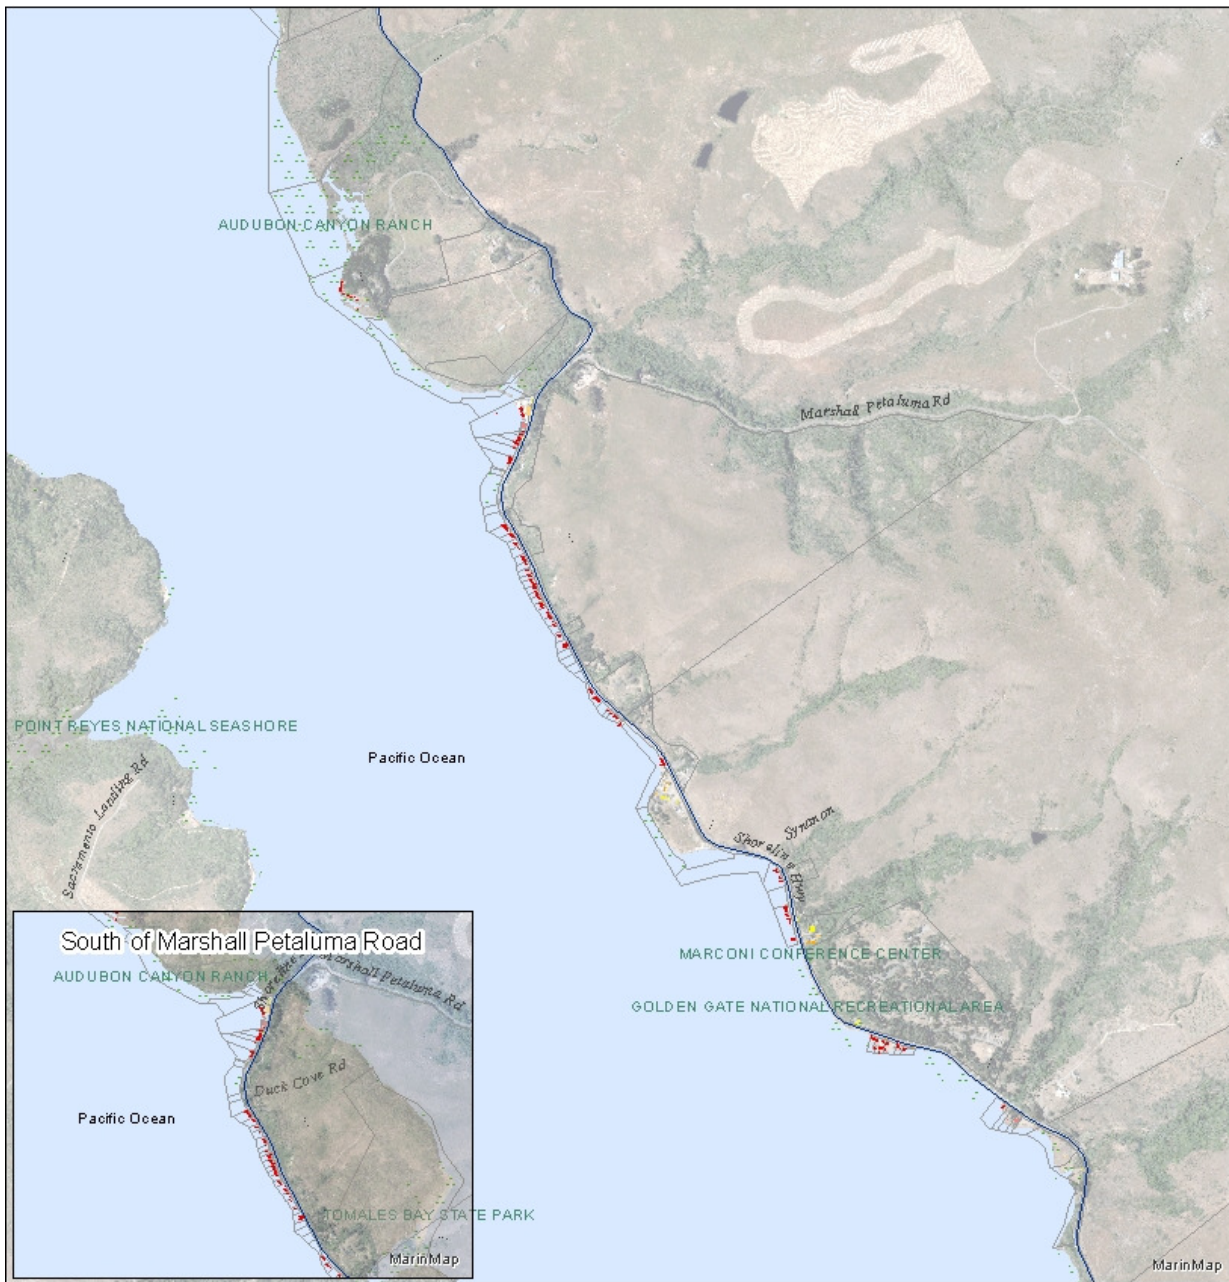 AUDUBON CANYON RANCH
Marshall Petaluma Rd
POINT REYES NATIONAL SEASHORE
Pacific Ocean
Sacramento Landing Rd
Synanon
Shoreline Hwy
MARCONI CONFERENCE CENTER
GOLDEN GATE NATIONAL RECREATIONAL AREA
MarinMap
South of Marshall Petaluma Road
AUDUBON CANYON RANCH
Shoreline
Marshall Petaluma Rd
Duck Cove Rd
Pacific Ocean
TOMALES BAY STATE PARK
MarinMap